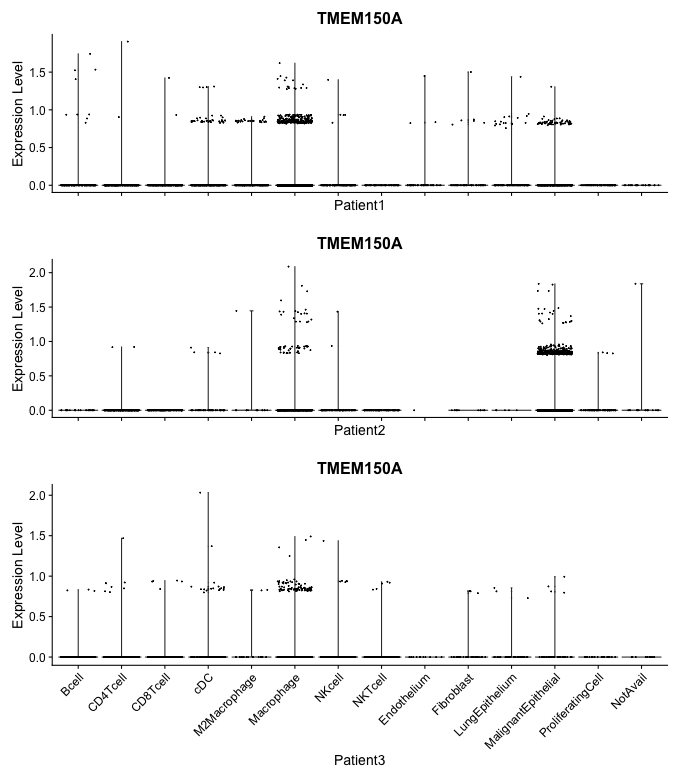 TMEM150A
Expression Level
1.5
1.0
0.5
0.0
Patient1
TMEM150A
Expression Level
2.0
1.5
1.0
0.5
0.0
Patient2
TMEM150A
Expression Level
2.0
1.5
1.0
0.5
0.0
Bcell
CD4Tcell
CD8Tcell
cDC
M2Macrophage
Macrophage
NKcell
NKTcell
Endothelium
Fibroblast
LungEpithelium
MalignantEpithelial
ProliferatingCell
NotAvail
Patient3